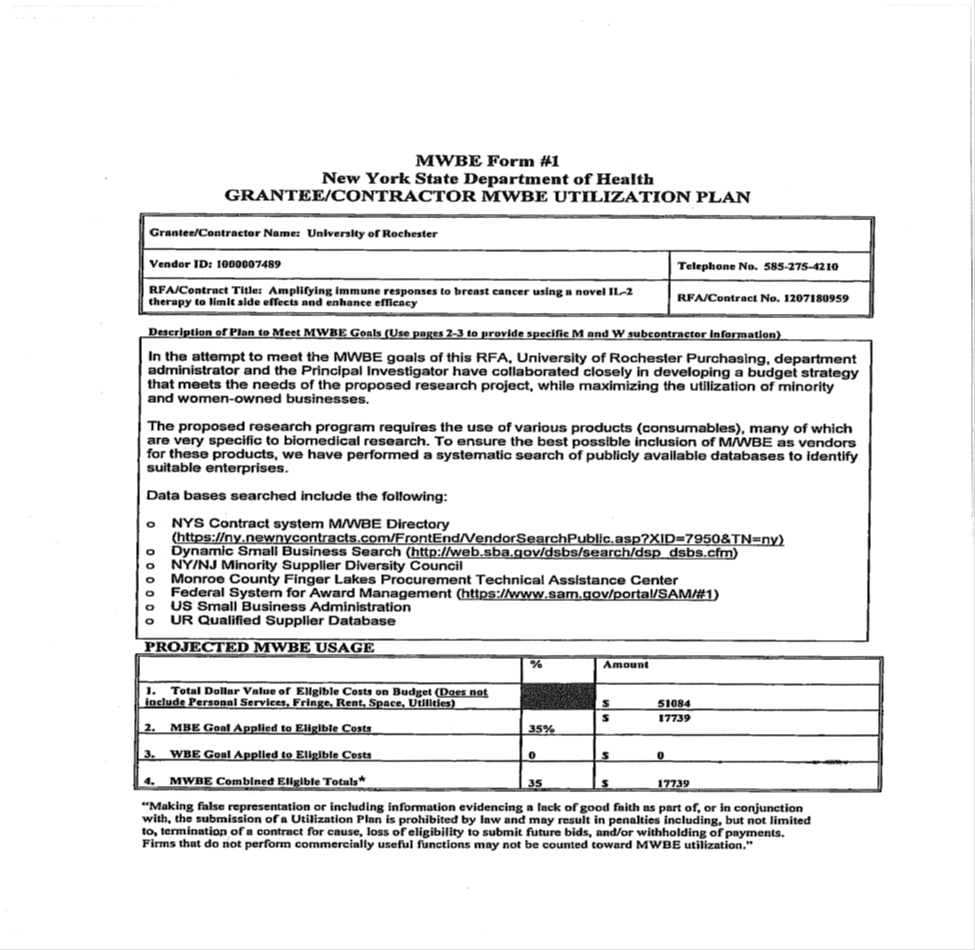 MWBE Form #1
New York State Department of Health
GRANTEE/CONTRACTOR MWBE UTILIZATION PLAN
Grantee/Contractor Name: University of Rochester
Vendor ID: 1000007489
Telephone No. 585-275-4210
RFA/Contract Title: Amplifying immune responses to breast cancer using a novel IL-2
therapy to limit side effects and enhance efficacy
RFA/Contract No. 1207180959
Description of Plan to Meet MWBE Goals (Use pages 2-3 to provide specific M and W subcontractor information)
In the attempt to meet the MWBE goals of this RFA, University of Rochester Purchasing, department
administrator and the Principal Investigator have collaborated closely in developing a budget strategy
that meets the needs of the proposed research project, while maximizing the utilization of minority
and women-owned businesses.
The proposed research program requires the use of various products (consumables), many of which
are very specific to biomedical research. To ensure the best possible inclusion of M/WBE as vendors
for these products, we have performed a systematic search of publicly available databases to identify
suitable enterprises.
Data bases searched include the following:
o NYS Contract system M/WBE Directory
(https://ny.newnycontracts.com/FrontEnd/VendorSearchPublic.asp?XID=7950&TN=ny)
o Dynamic Small Business Search (http://web.sba.gov/dsbs/search/dsp_dsbs.cfm)
o NY/NJ Minority Supplier Diversity Council
o Monroe County Finger Lakes Procurement Technical Assistance Center
o Federal System for Award Management (https://www.sam.gov/portal/SAM/#1)
o US Small Business Administration
o UR Qualified Supplier Database
PROJECTED MWBE USAGE
% Amount
1. Total Dollar Value of Eligible Costs on Budget (Does not
include Personal Services, Fringe, Rent, Space, Utilities)
$ 51084
2. MBE Goal Applied to Eligible Costs 35% $ 17739
3. WBE Goal Applied to Eligible Costs 0 $ 0
4. MWBE Combined Eligible Totals* 35 $ 17739
"Making false representation or including information evidencing a lack of good faith as part of, or in conjunction
with, the submission of a Utilization Plan is prohibited by law and may result in penalties including, but not limited
to, termination of a contract for cause, loss of eligibility to submit future bids, and/or withholding of payments.
Firms that do not perform commercially useful functions may not be counted toward MWBE utilization."